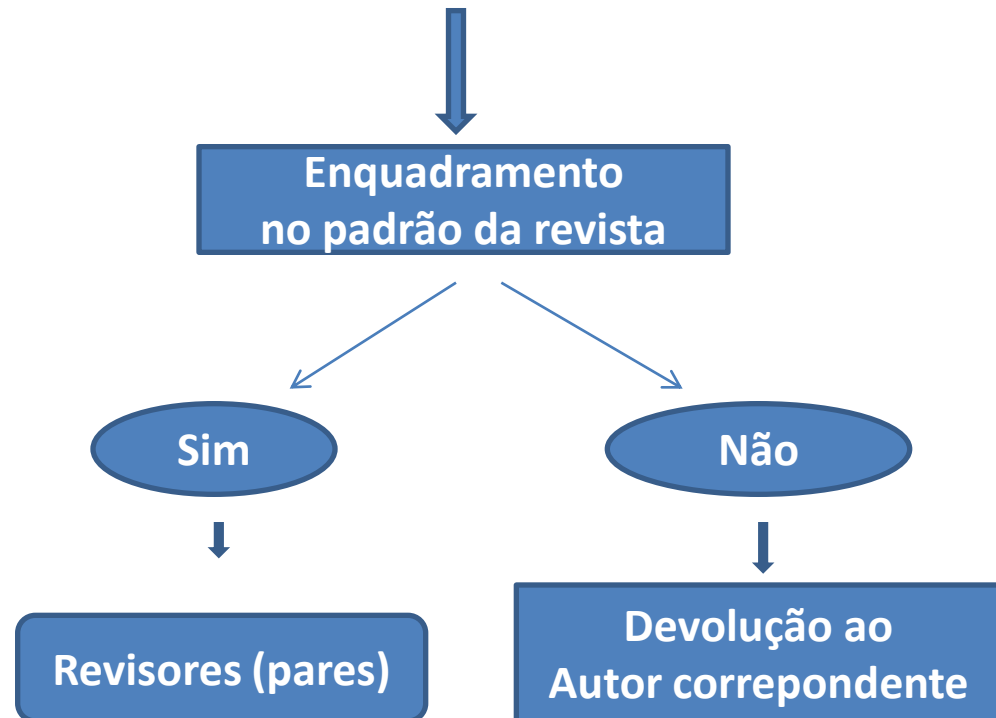 Enquadramento
no padrão da revista
Sim
Não
Revisores (pares)
Devolução ao
Autor correpondente